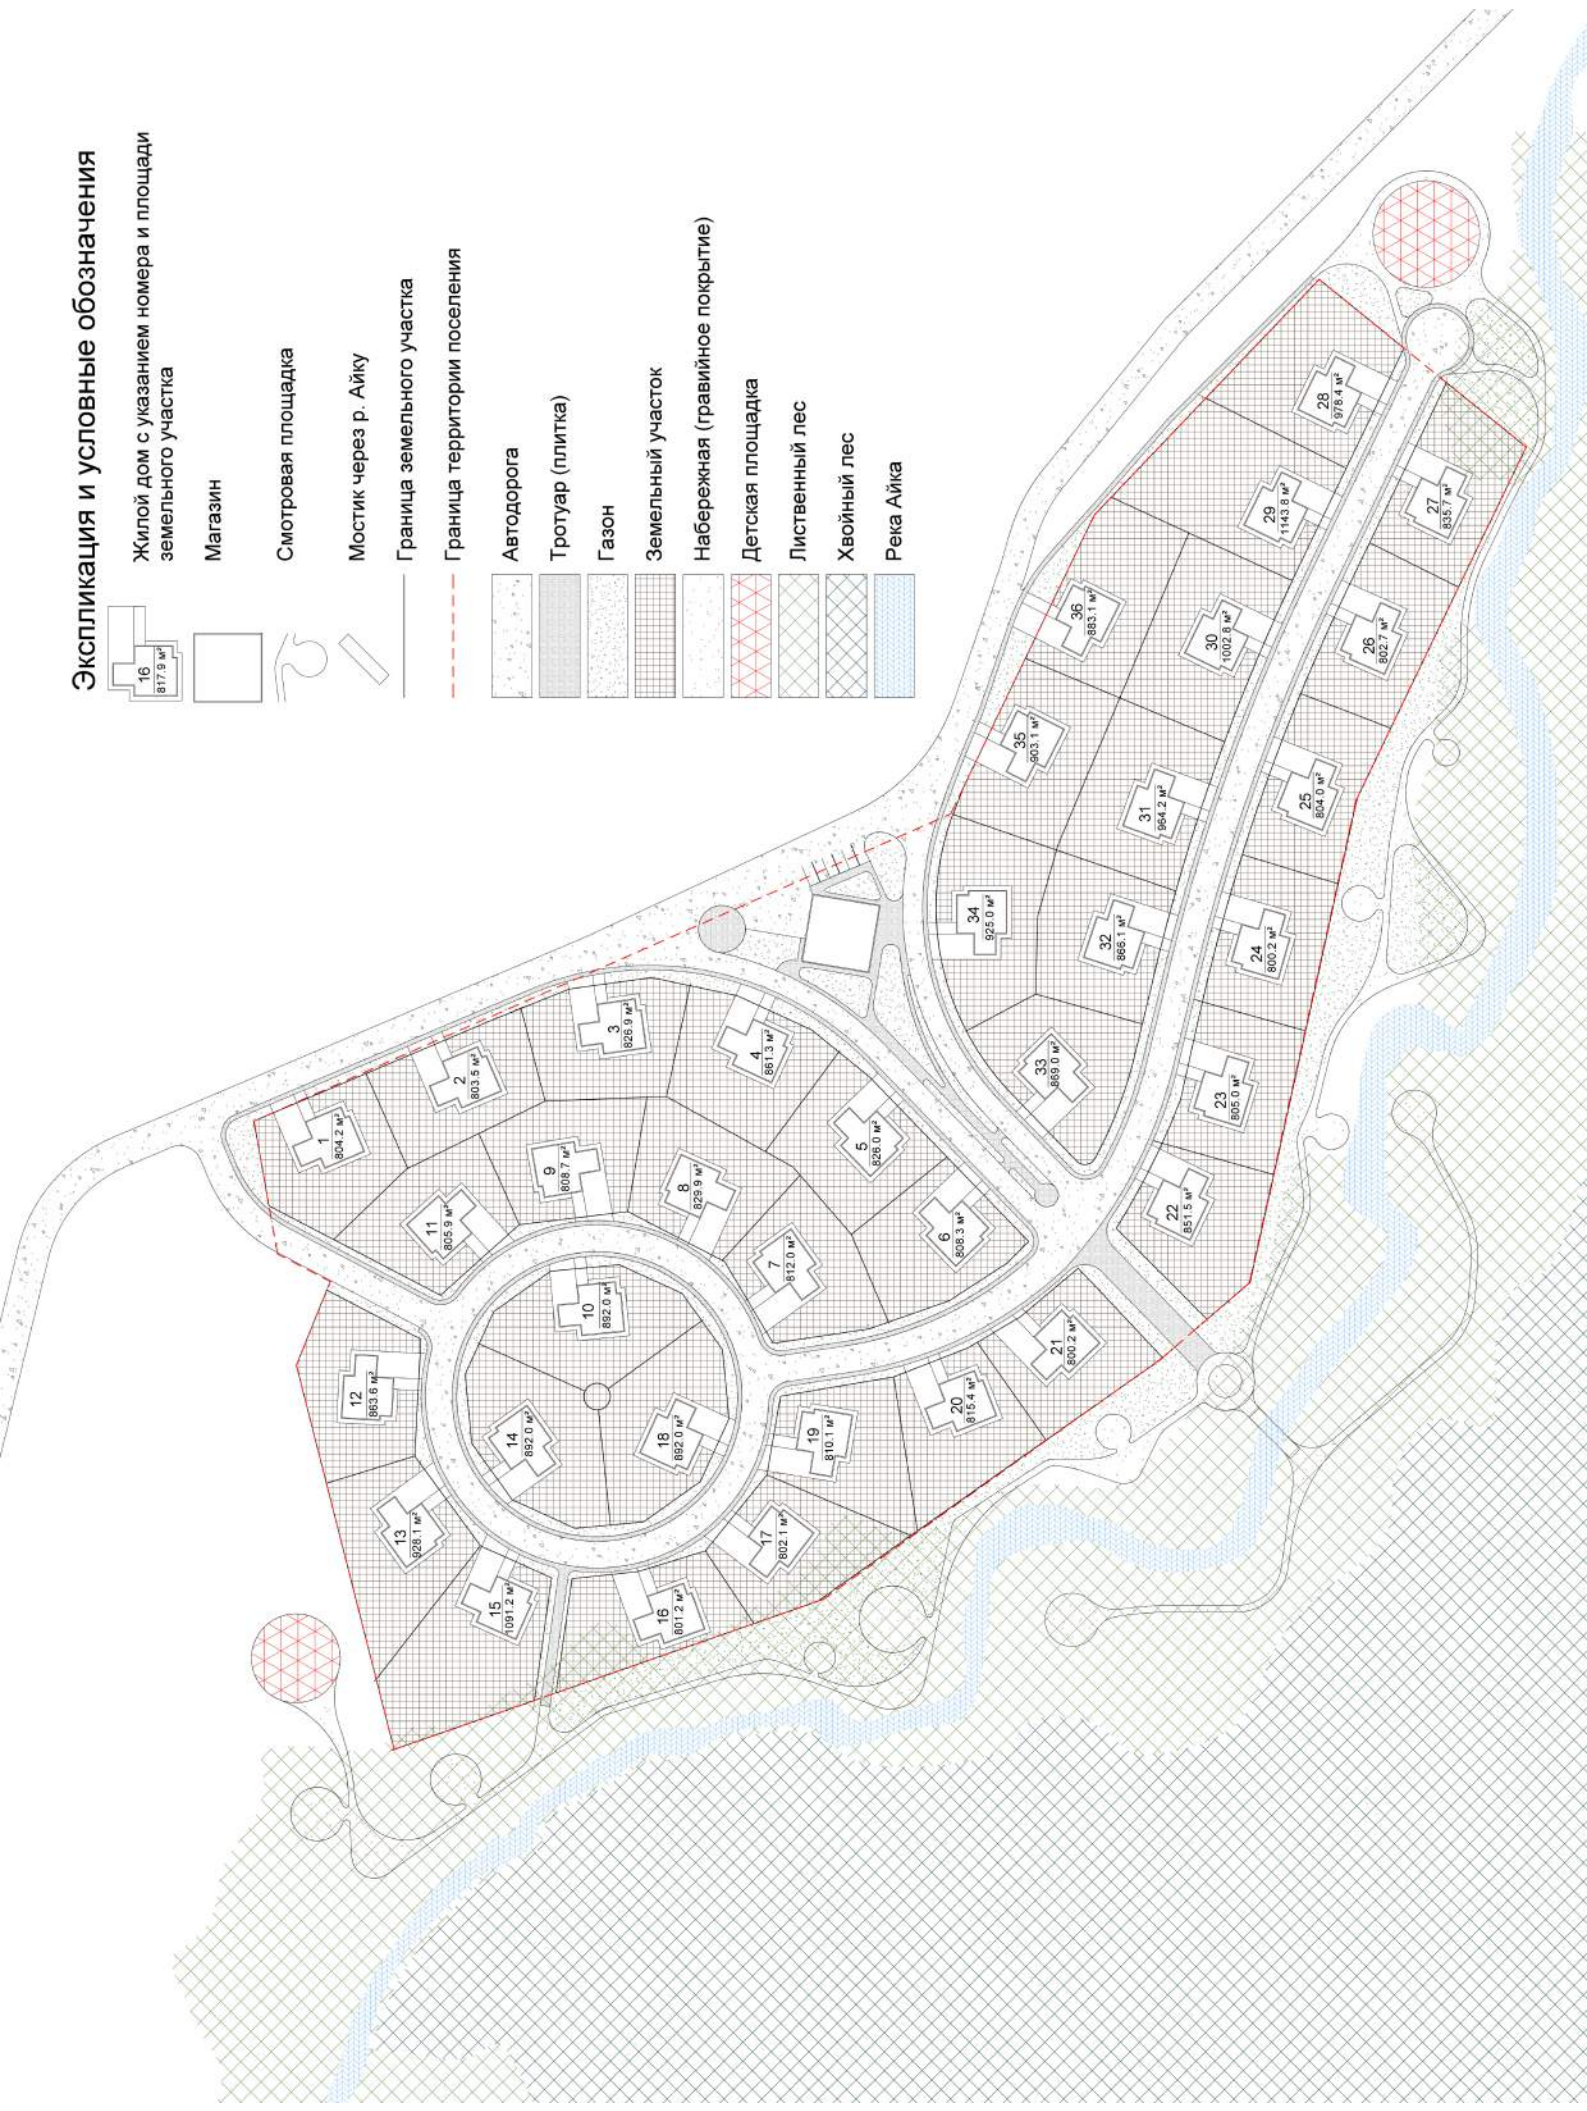 Экспликация и условные обозначения
16
817.9 м²
Жилой дом с указанием номера и площади
земельного участка
Магазин
Смотровая площадка
Мостик через р. Айку
Граница земельного участка
Граница территории поселения
Автодорога
Тротуар (плитка)
Газон
Земельный участок
Набережная (гравийное покрытие)
Детская площадка
Лиственный лес
Хвойный лес
Река Айка
1
804.2 м²
2
803.5 м²
3
826.9 м²
4
861.3 м²
5
826.0 м²
6
808.3 м²
7
812.0 м²
8
829.9 м²
9
808.7 м²
10
892.0 м²
11
805.9 м²
12
863.6 м²
13
928.1 м²
14
892.0 м²
15
1091.2 м²
16
801.2 м²
17
802.1 м²
18
892.0 м²
19
810.1 м²
20
815.4 м²
21
800.2 м²
22
851.5 м²
23
805.0 м²
24
800.2 м²
25
804.0 м²
26
802.7 м²
27
835.7 м²
28
978.4 м²
29
1143.8 м²
30
1002.8 м²
31
964.2 м²
32
866.1 м²
33
869.0 м²
34
925.0 м²
35
903.1 м²
36
883.1 м²